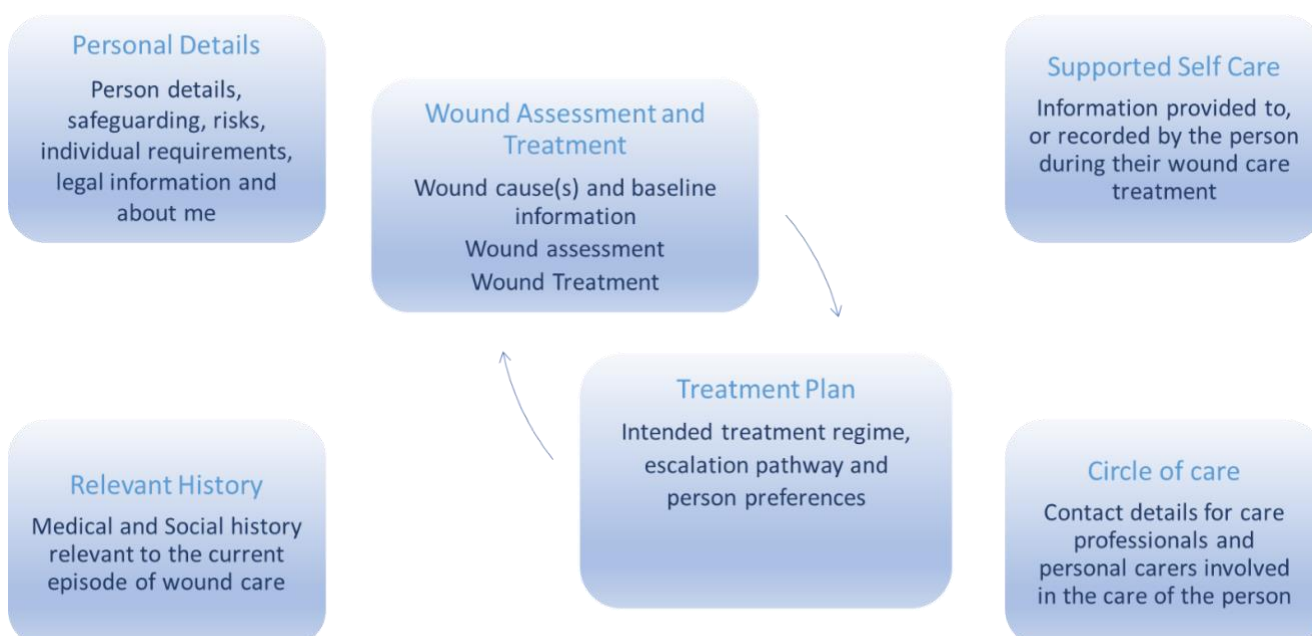 Personal Details
Person details,
safeguarding, risks,
individual requirements,
legal information and
about me
Wound Assessment and
Treatment
Wound cause(s) and baseline
information
Wound assessment
Wound Treatment
Supported Self Care
Information provided to,
or recorded by the person
during their wound care
treatment
Relevant History
Medical and Social history
relevant to the current
episode of wound care
Treatment Plan
Intended treatment regime,
escalation pathway and
person preferences
Circle of care
Contact details for care
professionals and
personal carers involved
in the care of the person